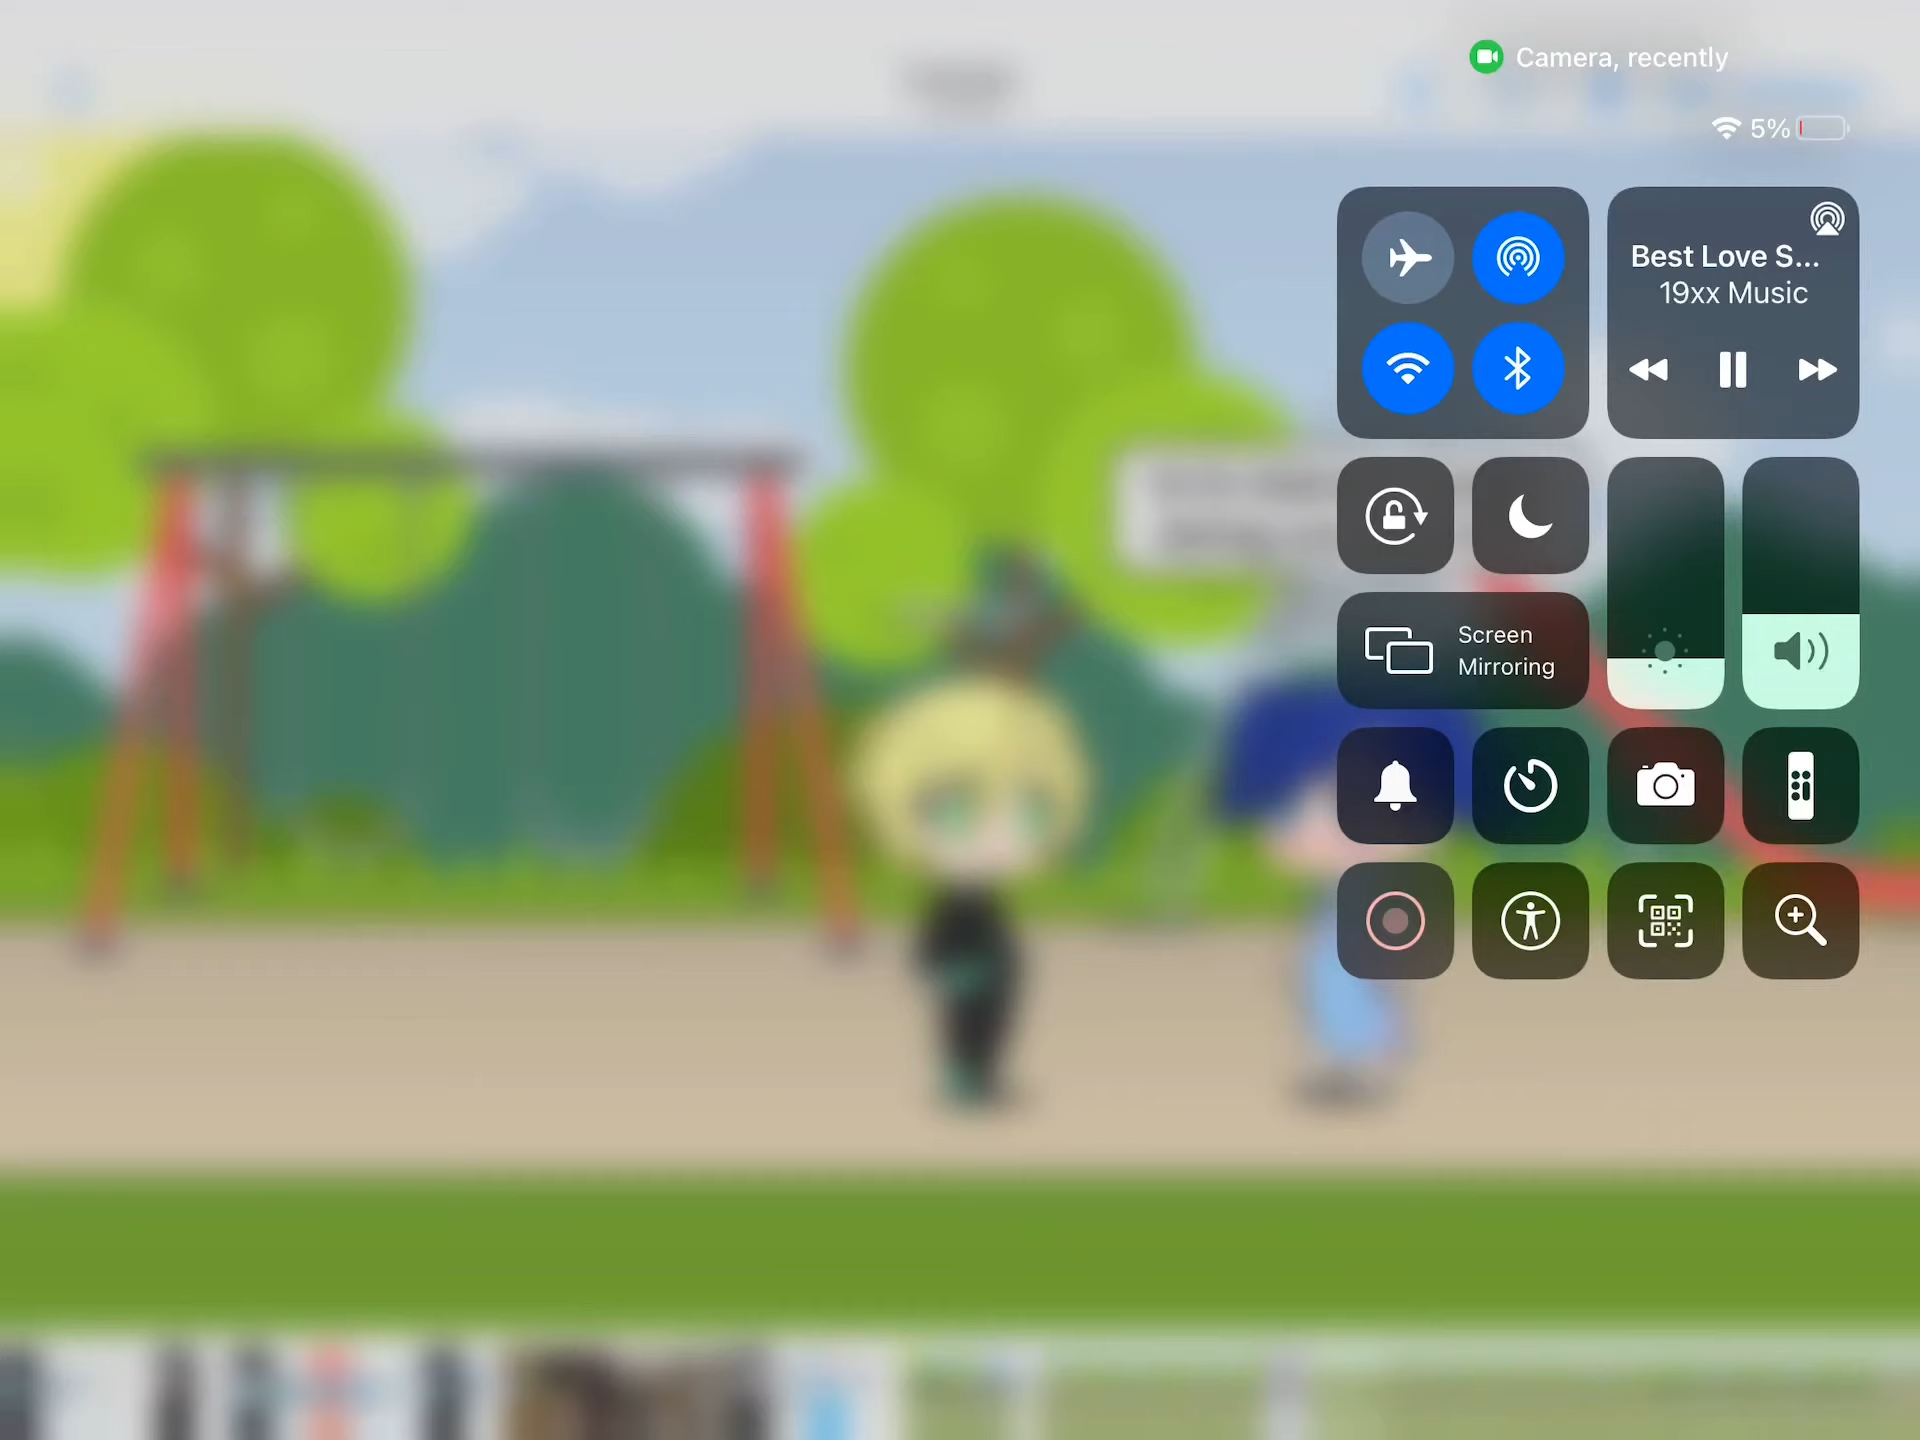 Camera, recently
5%
Best Love S...
19xx Music
Screen
Mirroring